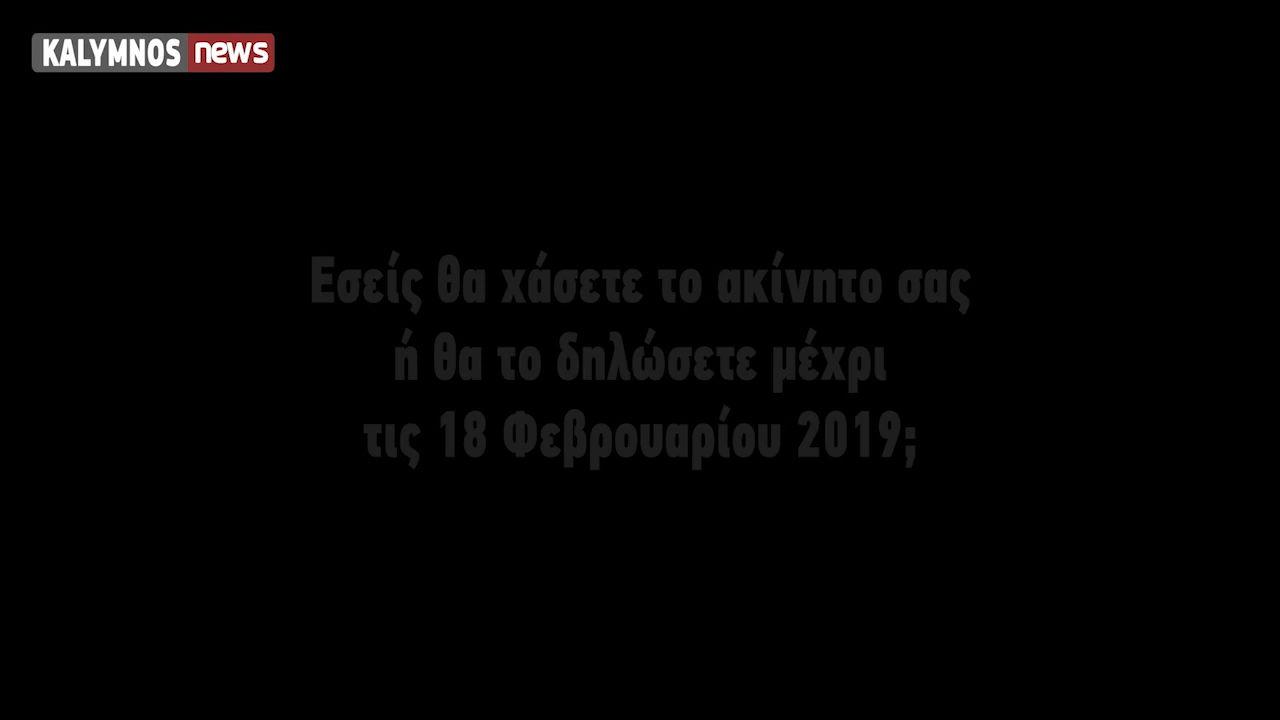 KALYMNOS news
Εσείς θα χάσετε το ακίνητο σας
ή θα το δηλώσετε μέχρι
τις 18 Φεβρουαρίου 2019;